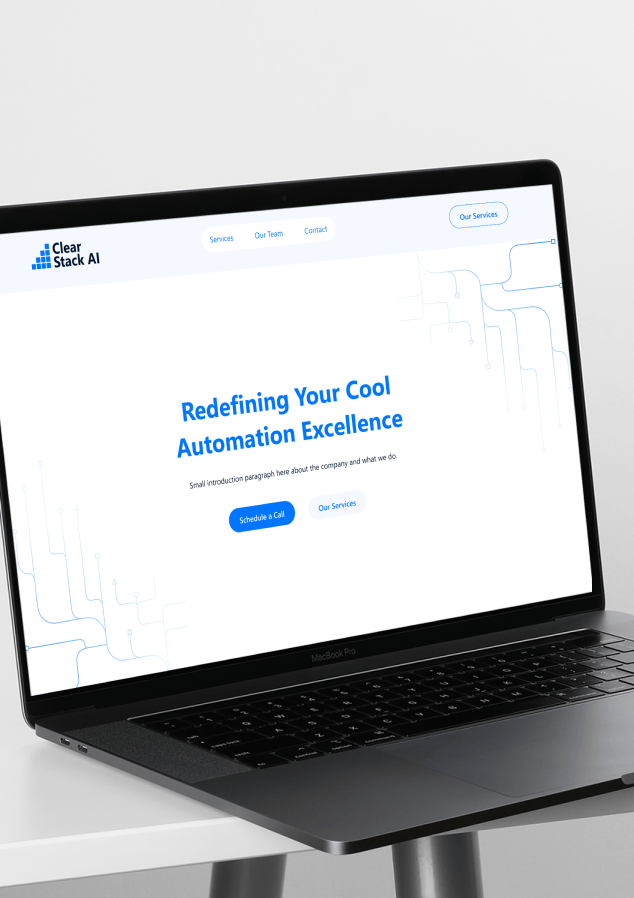 Clear
Stack AI
Services
Our Team
Contact
Our Services
Redefining Your Cool
Automation Excellence
Small introduction paragraph here about the company and what we do.
Schedule a Call
Our Services
MacBook Pro